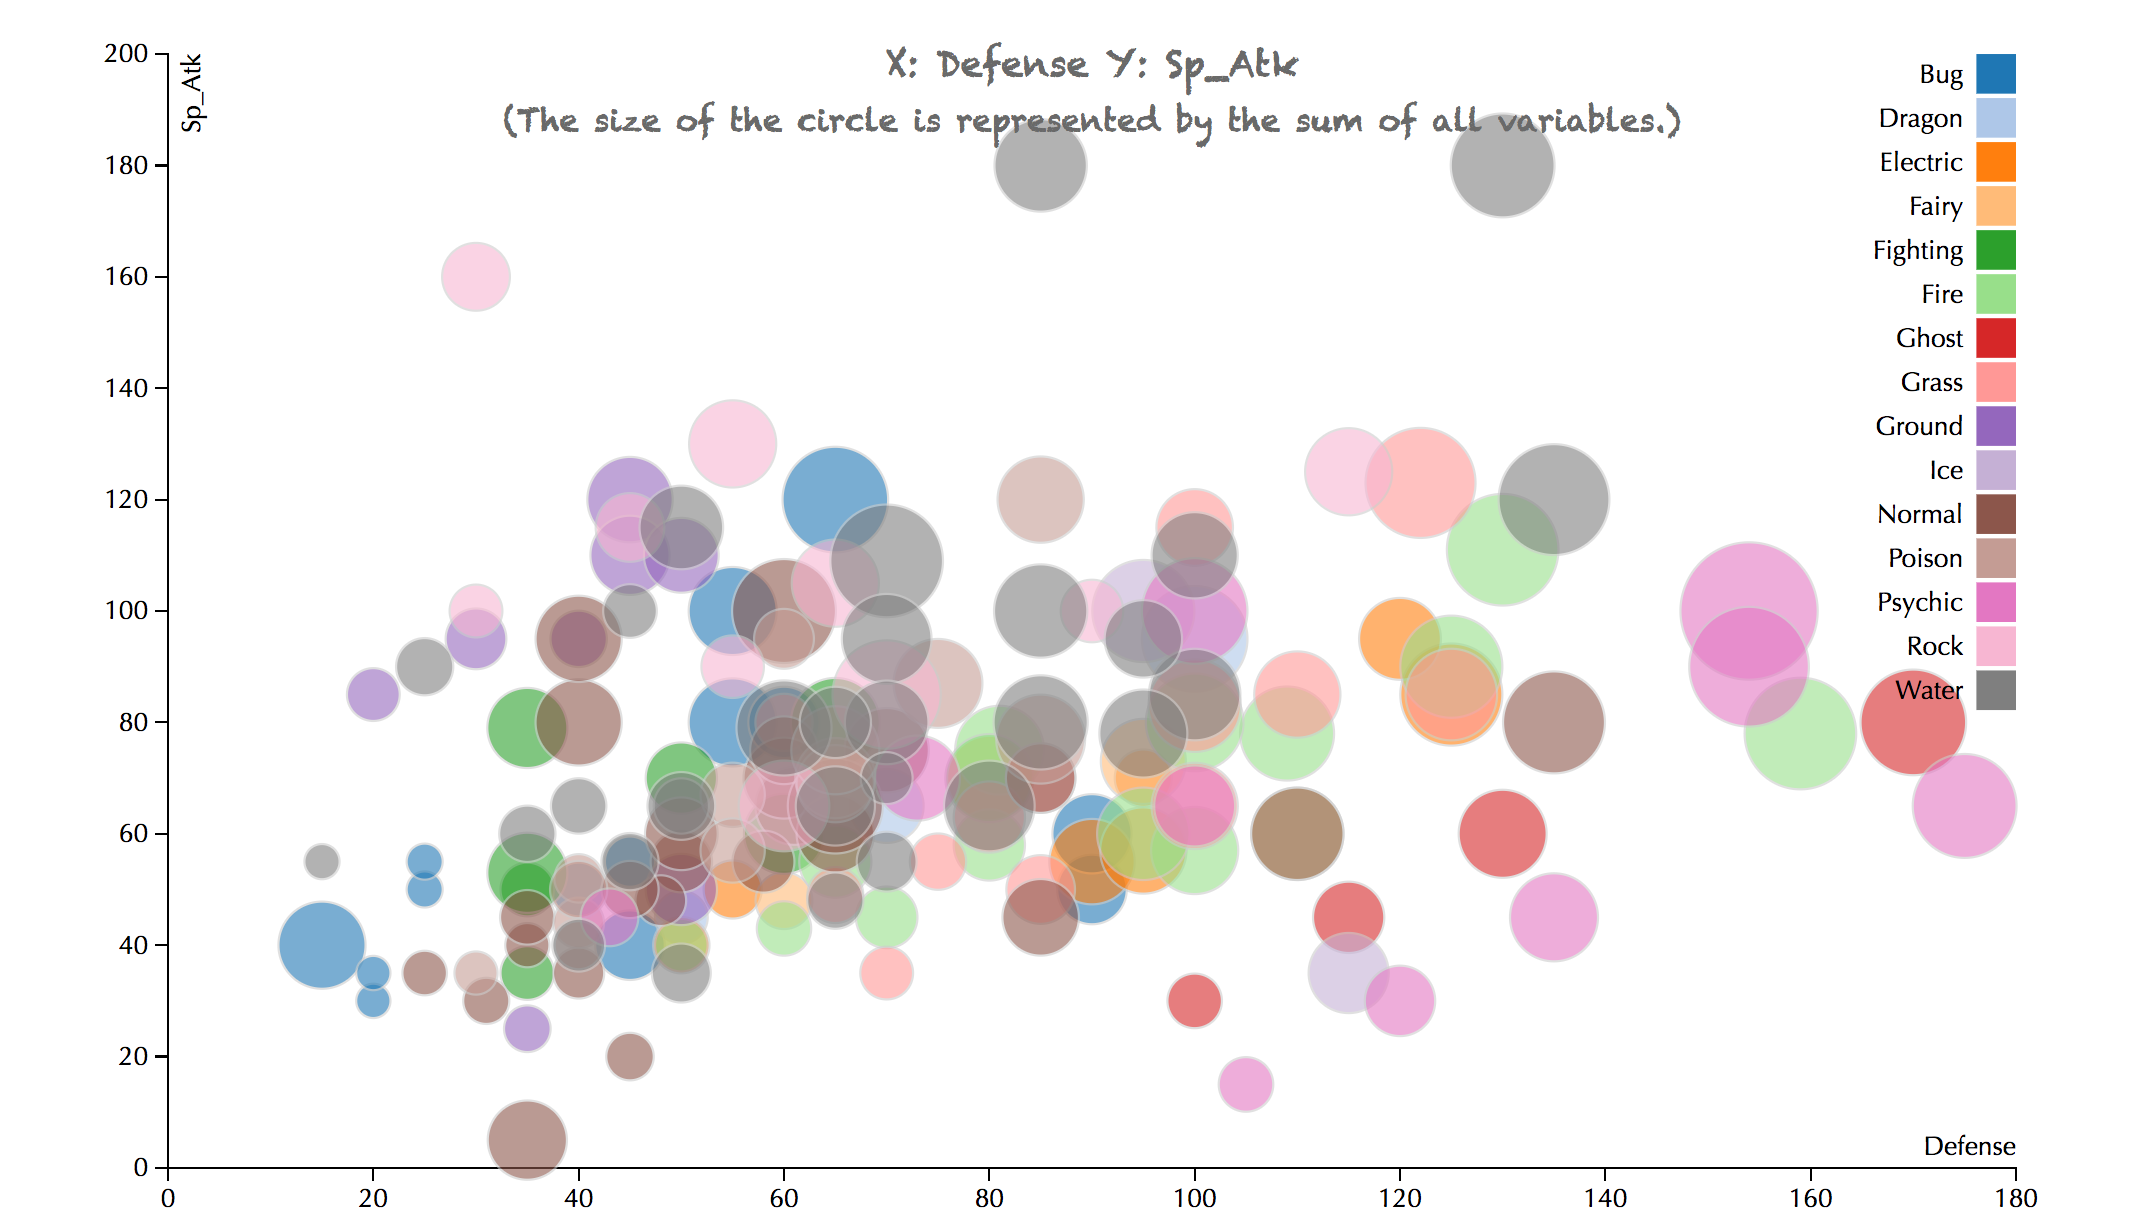 X: Defense Y: Sp_Atk
(The size of the circle is represented by the sum of all variables.)
Sp_Atk
200
180
160
140
120
100
80
60
40
20
0
0 20 40 60 80 100 120 140 160 180
Defense
Bug
Dragon
Electric
Fairy
Fighting
Fire
Ghost
Grass
Ground
Ice
Normal
Poison
Psychic
Rock
Water